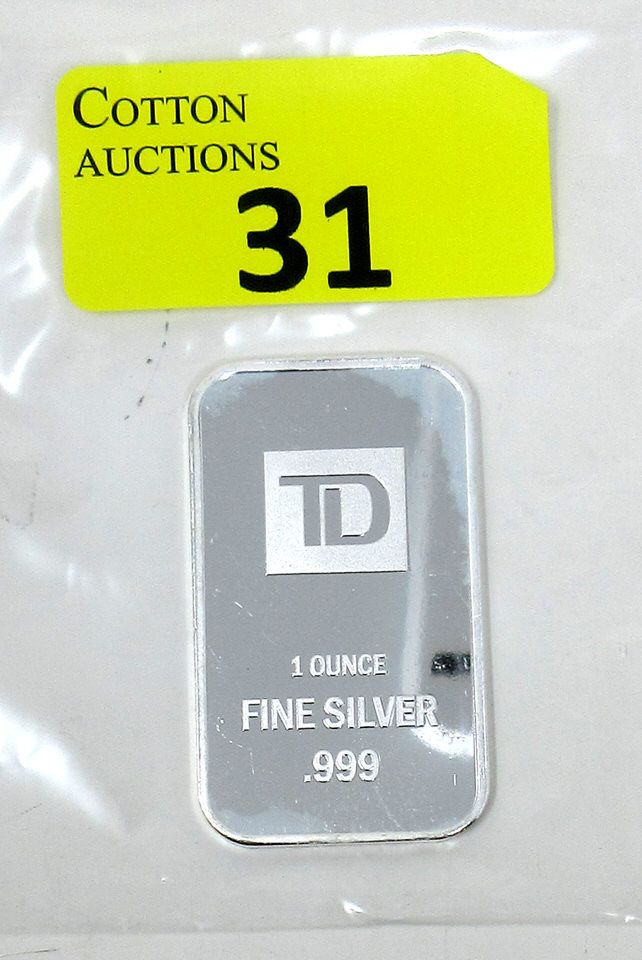 COTTON
AUCTIONS
31
TD
1 OUNCE
FINE SILVER
.999